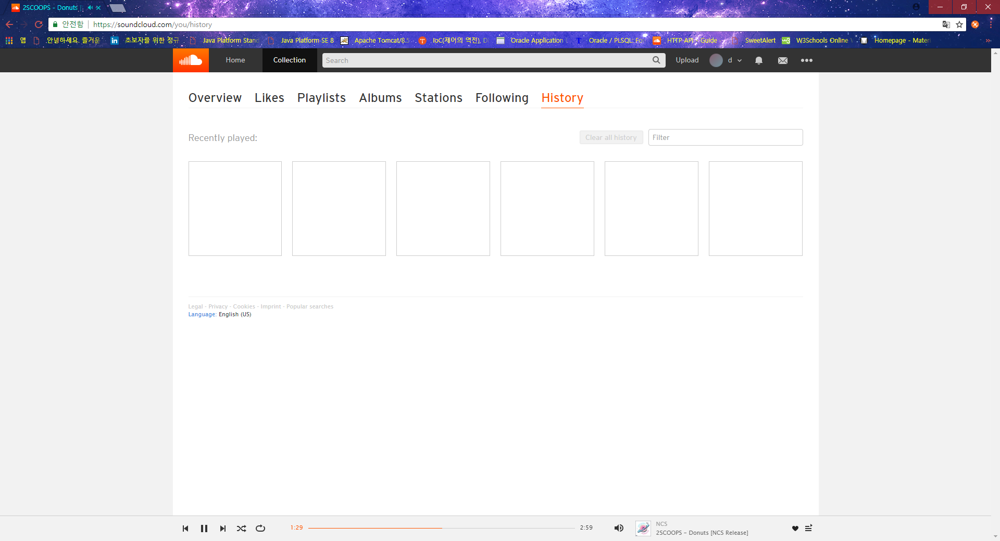 2SCOOPS - Donuts
안전함 https://soundcloud.com/you/history
앱 안녕하세요. 즐거운 초보자를 위한 정규 Java Platform Stand Java Platform SE 8 Apache Tomcat/8.5 IoC(제어의 역전), D Oracle Application Oracle / PLSQL: HTTP API - Guide SweetAlert W3Schools Online Homepage - Mater
Home Collection Search Upload d
Overview Likes Playlists Albums Stations Following History
Recently played: Clear all history Filter
Legal - Privacy - Cookies - Imprint - Popular searches
Language: English (US)
1:29 2:59
NCS
2SCOOPS - Donuts [NCS Release]